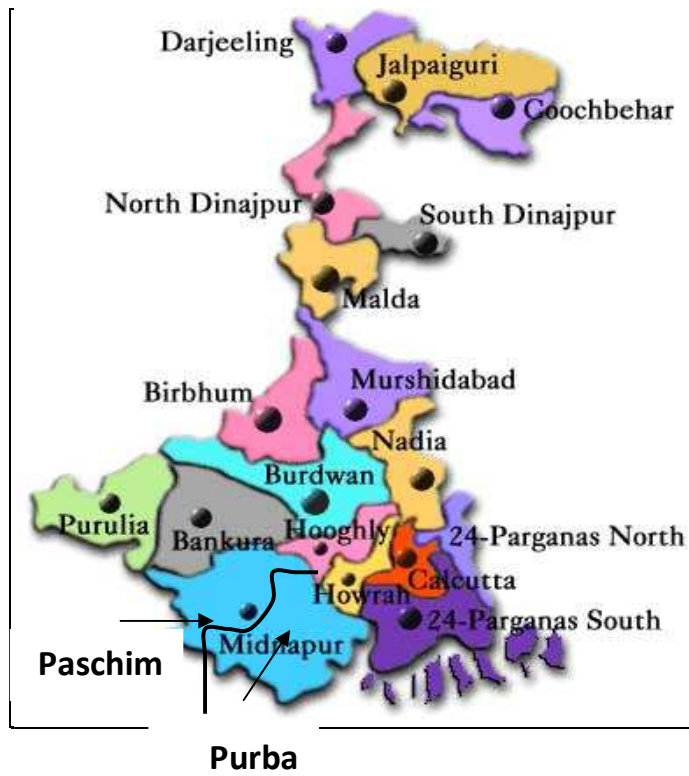 Darjeeling
Jalpaiguri
Coochbehar
North Dinajpur
South Dinajpur
Malda
Murshidabad
Birbhum
Nadia
Burdwan
Purulia
Bankura
Hooghly
24-Parganas North
Calcutta
Howrah
24-Parganas South
Midnapur
Paschim
Purba